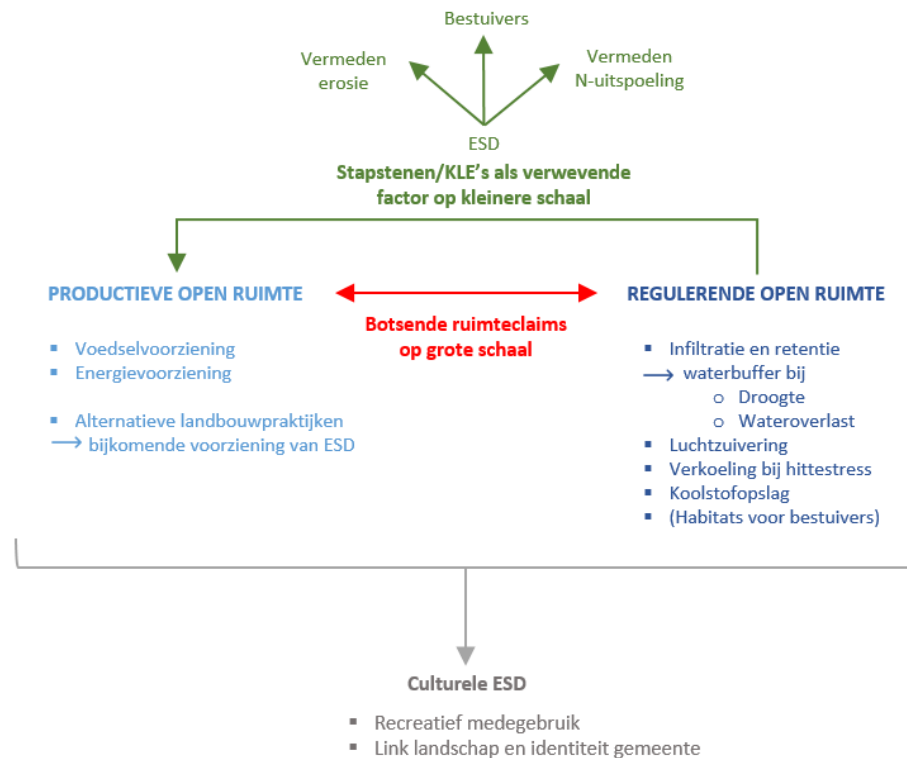 Bestuivers
Vermeden
erosie
Vermeden
N-uitspoeling
ESD
Stapstenen/KLE's als verwevende
factor op kleinere schaal
PRODUCTIEVE OPEN RUIMTE
▪ Voedselvoorziening
▪ Energievoorziening
▪ Alternatieve landbouwpraktijken
⟶ bijkomende voorziening van ESD
Botsende ruimteclaims
op grote schaal
REGULERENDE OPEN RUIMTE
▪ Infiltratie en retentie
⟶ waterbuffer bij
o Droogte
o Wateroverlast
▪ Luchtzuivering
▪ Verkoeling bij hittestress
▪ Koolstofopslag
▪ (Habitats voor bestuivers)
Culturele ESD
▪ Recreatief medegebruik
▪ Link landschap en identiteit gemeente